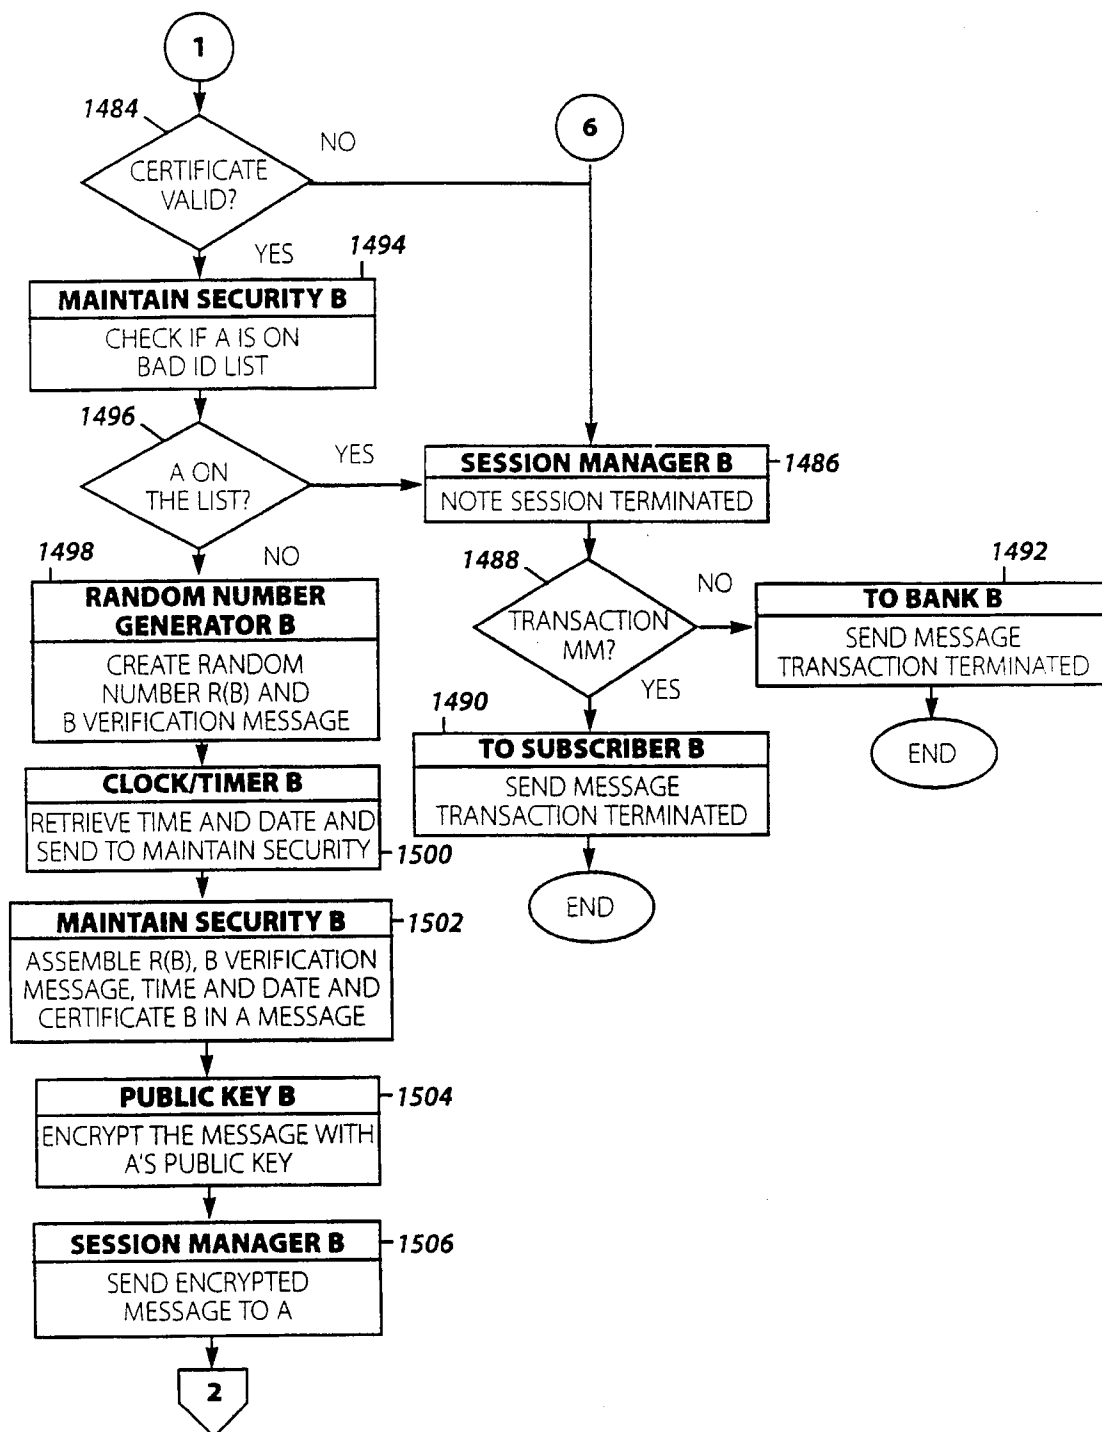 1
1484
CERTIFICATE
VALID?
NO
6
YES
1494
MAINTAIN SECURITY B
CHECK IF A IS ON
BAD ID LIST
1496
A ON
THE LIST?
YES
SESSION MANAGER B
1486
NOTE SESSION TERMINATED
NO
1498
RANDOM NUMBER
GENERATOR B
CREATE RANDOM
NUMBER R(B) AND
B VERIFICATION MESSAGE
1488
TRANSACTION
MM?
NO
YES
1492
TO BANK B
SEND MESSAGE
TRANSACTION TERMINATED
END
1490
TO SUBSCRIBER B
SEND MESSAGE
TRANSACTION TERMINATED
END
CLOCK/TIMER B
RETRIEVE TIME AND DATE AND
SEND TO MAINTAIN SECURITY
1500
MAINTAIN SECURITY B
1502
ASSEMBLE R(B), B VERIFICATION
MESSAGE, TIME AND DATE AND
CERTIFICATE B IN A MESSAGE
PUBLIC KEY B
1504
ENCRYPT THE MESSAGE WITH
A'S PUBLIC KEY
SESSION MANAGER B
1506
SEND ENCRYPTED
MESSAGE TO A
2